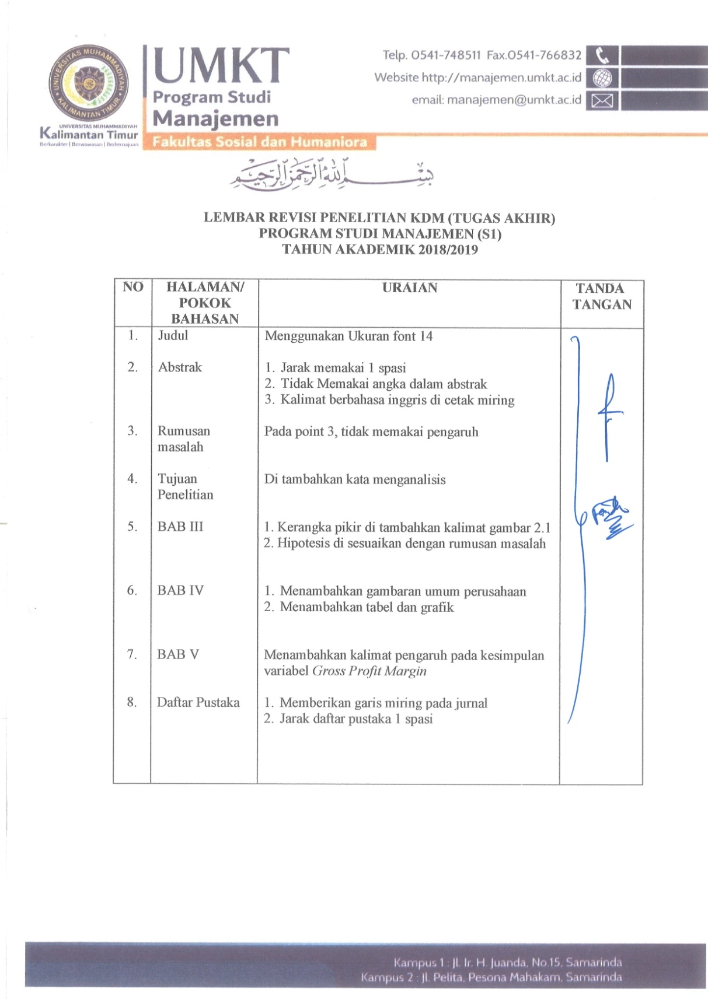 UNIVERSITAS MUHAMMADIYAH
KALIMANTAN TIMUR
UNIVERSITAS MUHAMMADIYAH
Kalimantan Timur
Berkarakter | Berwawasan | Berkemajuan
UMKT
Program Studi
Manajemen
Fakultas Sosial dan Humaniora
Telp. 0541-748511 Fax.0541-766832
Website http://manajemen.umkt.ac.id
email: manajemen@umkt.ac.id
بسم الله الرحمن الرحيم
LEMBAR REVISI PENELITIAN KDM (TUGAS AKHIR)
PROGRAM STUDI MANAJEMEN (S1)
TAHUN AKADEMIK 2018/2019
NO HALAMAN/ POKOK BAHASAN URAIAN TANDA TANGAN
1. Judul Menggunakan Ukuran font 14
2. Abstrak 1. Jarak memakai 1 spasi
2. Tidak Memakai angka dalam abstrak
3. Kalimat berbahasa inggris di cetak miring
3. Rumusan masalah Pada point 3, tidak memakai pengaruh
4. Tujuan Penelitian Di tambahkan kata menganalisis
5. BAB III 1. Kerangka pikir di tambahkan kalimat gambar 2.1
2. Hipotesis di sesuaikan dengan rumusan masalah
6. BAB IV 1. Menambahkan gambaran umum perusahaan
2. Menambahkan tabel dan grafik
7. BAB V Menambahkan kalimat pengaruh pada kesimpulan
variabel Gross Profit Margin
8. Daftar Pustaka 1. Memberikan garis miring pada jurnal
2. Jarak daftar pustaka 1 spasi
Kampus 1 : Jl. Ir. H. Juanda, No.15, Samarinda
Kampus 2 : Jl. Pelita, Pesona Mahakam, Samarinda